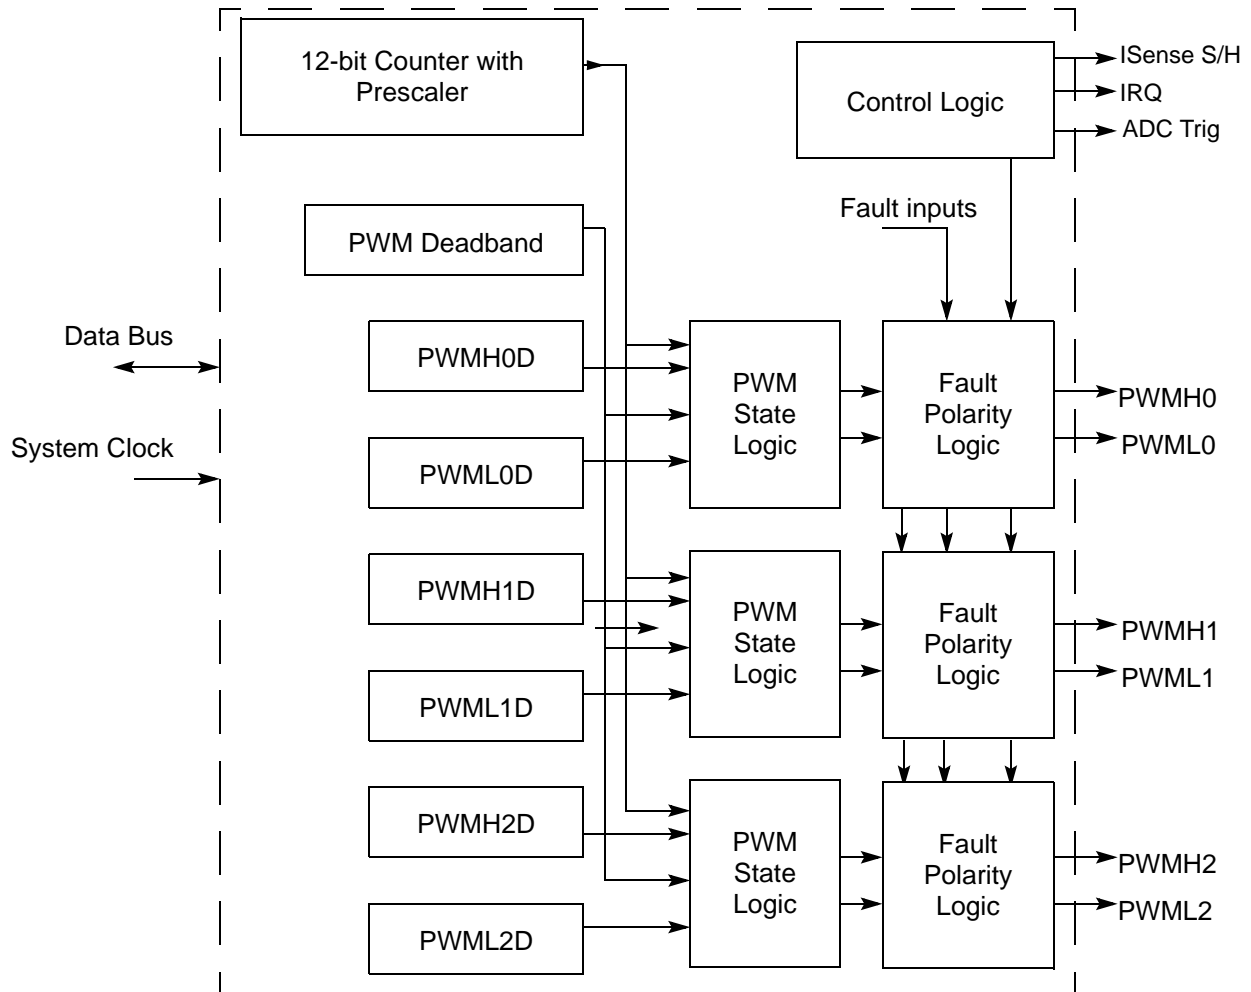 12-bit Counter with
Prescaler
Control Logic
ISense S/H
IRQ
ADC Trig
PWM Deadband
Fault inputs
Data Bus
System Clock
PWMH0D
PWML0D
PWM
State
Logic
Fault
Polarity
Logic
PWMH0
PWML0
PWMH1D
PWML1D
PWM
State
Logic
Fault
Polarity
Logic
PWMH1
PWML1
PWMH2D
PWML2D
PWM
State
Logic
Fault
Polarity
Logic
PWMH2
PWML2